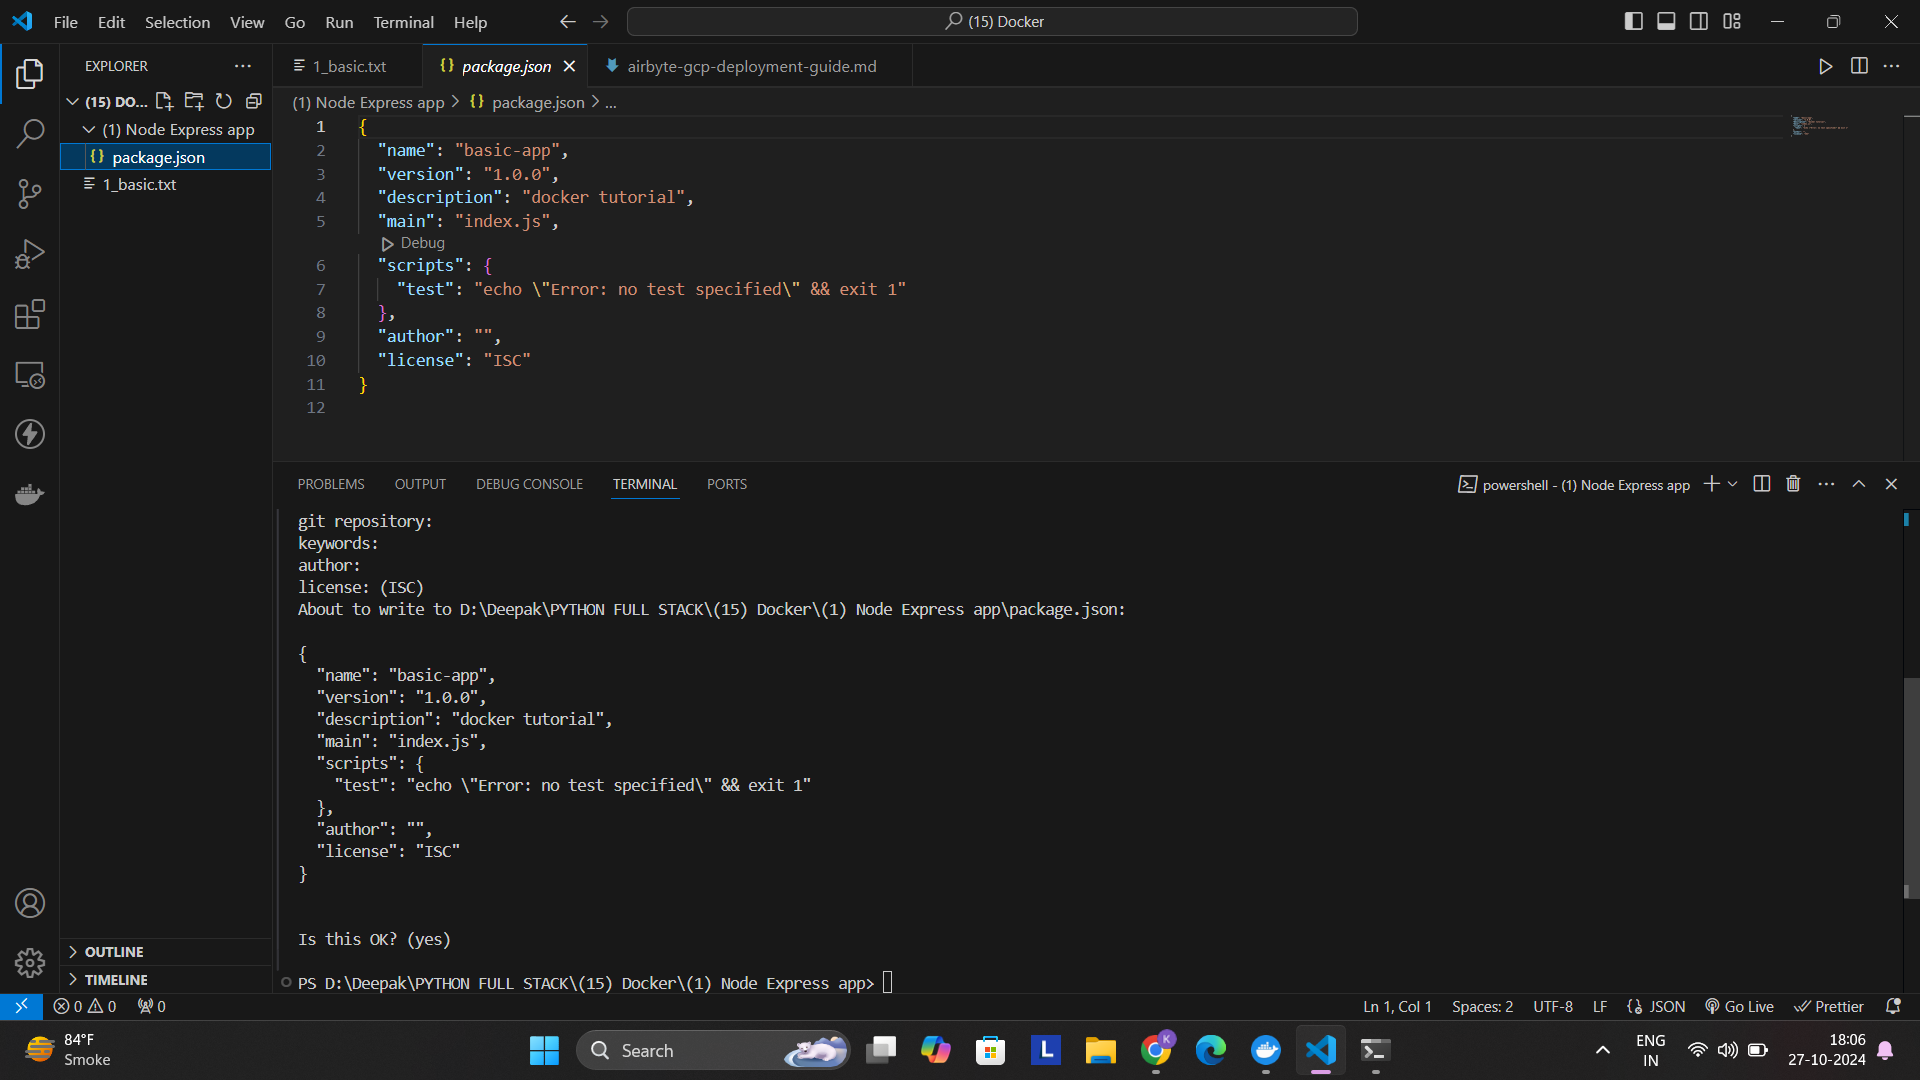 File Edit Selection View Go Run Terminal Help
(15) Docker
EXPLORER
(15) DO...
(1) Node Express app
package.json
1_basic.txt
OUTLINE
TIMELINE
1_basic.txt
package.json
airbyte-gcp-deployment-guide.md
(1) Node Express app > package.json > ...
1 {
2 "name": "basic-app",
3 "version": "1.0.0",
4 "description": "docker tutorial",
5 "main": "index.js",
Debug
6 "scripts": {
7 "test": "echo \"Error: no test specified\" && exit 1"
8 },
9 "author": "",
10 "license": "ISC"
11 }
12
PROBLEMS OUTPUT DEBUG CONSOLE TERMINAL PORTS
powershell - (1) Node Express app
git repository:
keywords:
author:
license: (ISC)
About to write to D:\Deepak\PYTHON FULL STACK\(15) Docker\(1) Node Express app\package.json:
{
"name": "basic-app",
"version": "1.0.0",
"description": "docker tutorial",
"main": "index.js",
"scripts": {
"test": "echo \"Error: no test specified\" && exit 1"
},
"author": "",
"license": "ISC"
}
Is this OK? (yes)
PS D:\Deepak\PYTHON FULL STACK\(15) Docker\(1) Node Express app>
0 0 0
Ln 1, Col 1 Spaces: 2 UTF-8 LF {} JSON Go Live Prettier
84°F
Smoke
Search
L
K
ENG
IN
18:06
27-10-2024